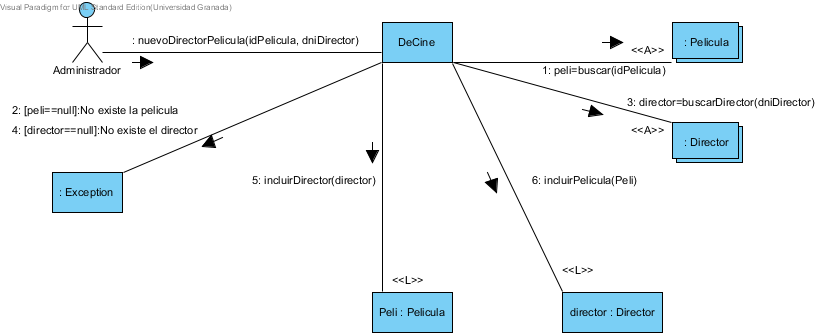 Visual Paradigm for UML Standard Edition(Universidad Granada)
: nuevoDirectorPelicula(idPelicula, dniDirector)
DeCine
<<A>>
: Pelicula
Administrador
1: peli=buscar(idPelicula)
2: [peli==null]:No existe la pelicula
3: director=buscarDirector(dniDirector)
4: [director==null]:No existe el director
<<A>>
: Director
: Exception
5: incluirDirector(director)
6: incluirPelicula(Peli)
<<L>>
<<L>>
Peli : Pelicula
director : Director